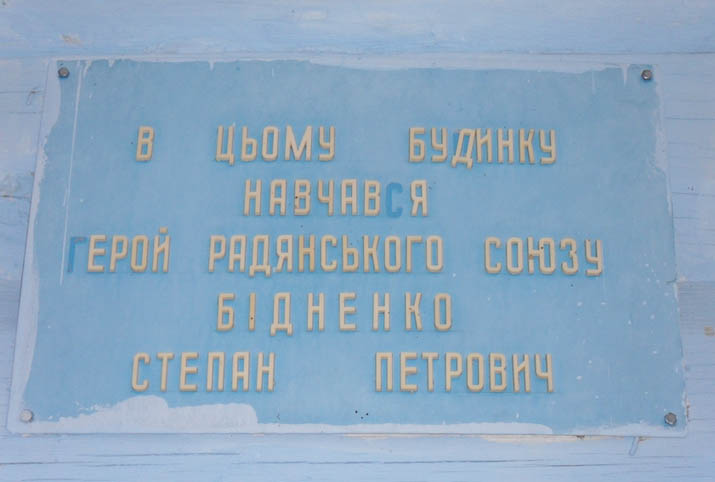 В ЦЬОМУ БУДИНКУ
НАВЧАВСЯ
ГЕРОЙ РАДЯНСЬКОГО СОЮЗУ
БІДНЕНКО
СТЕПАН ПЕТРОВИЧ